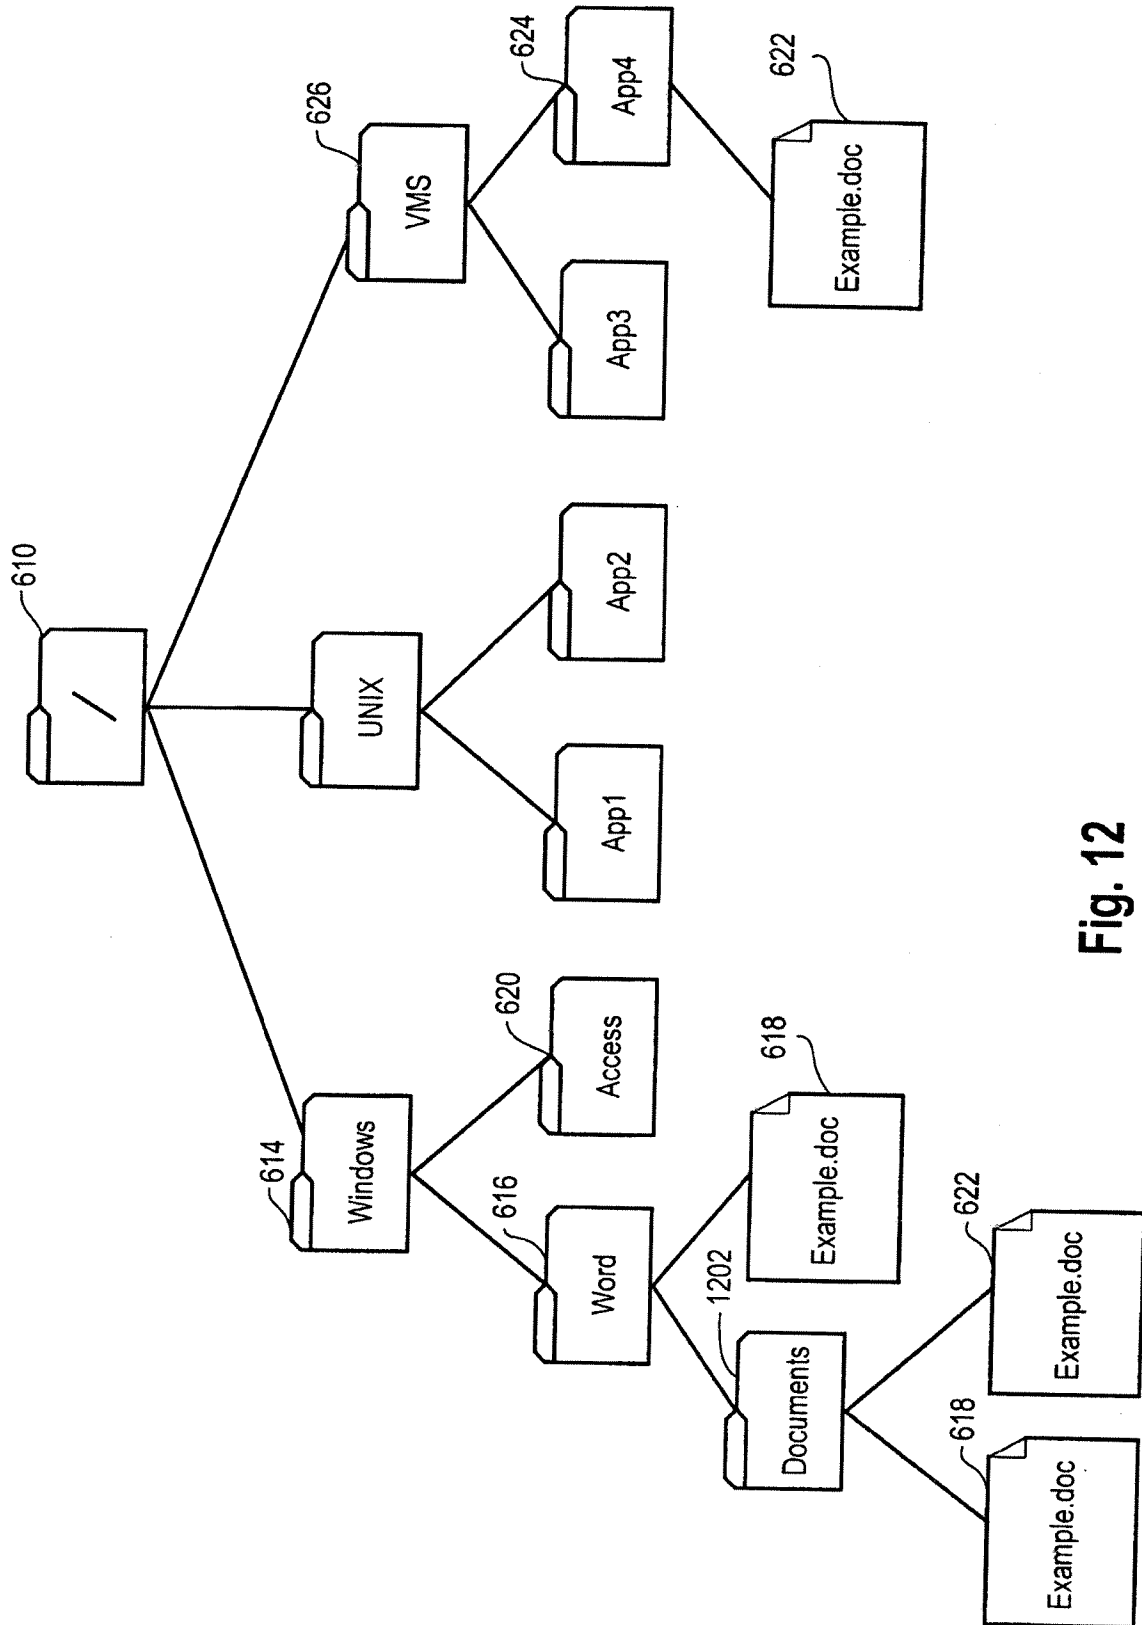 610
/
614
Windows
UNIX
626
VMS
616
Word
620
Access
App1
App2
App3
624
App4
1202
Documents
618
Example.doc
622
Example.doc
618
Example.doc
622
Example.doc
Fig. 12